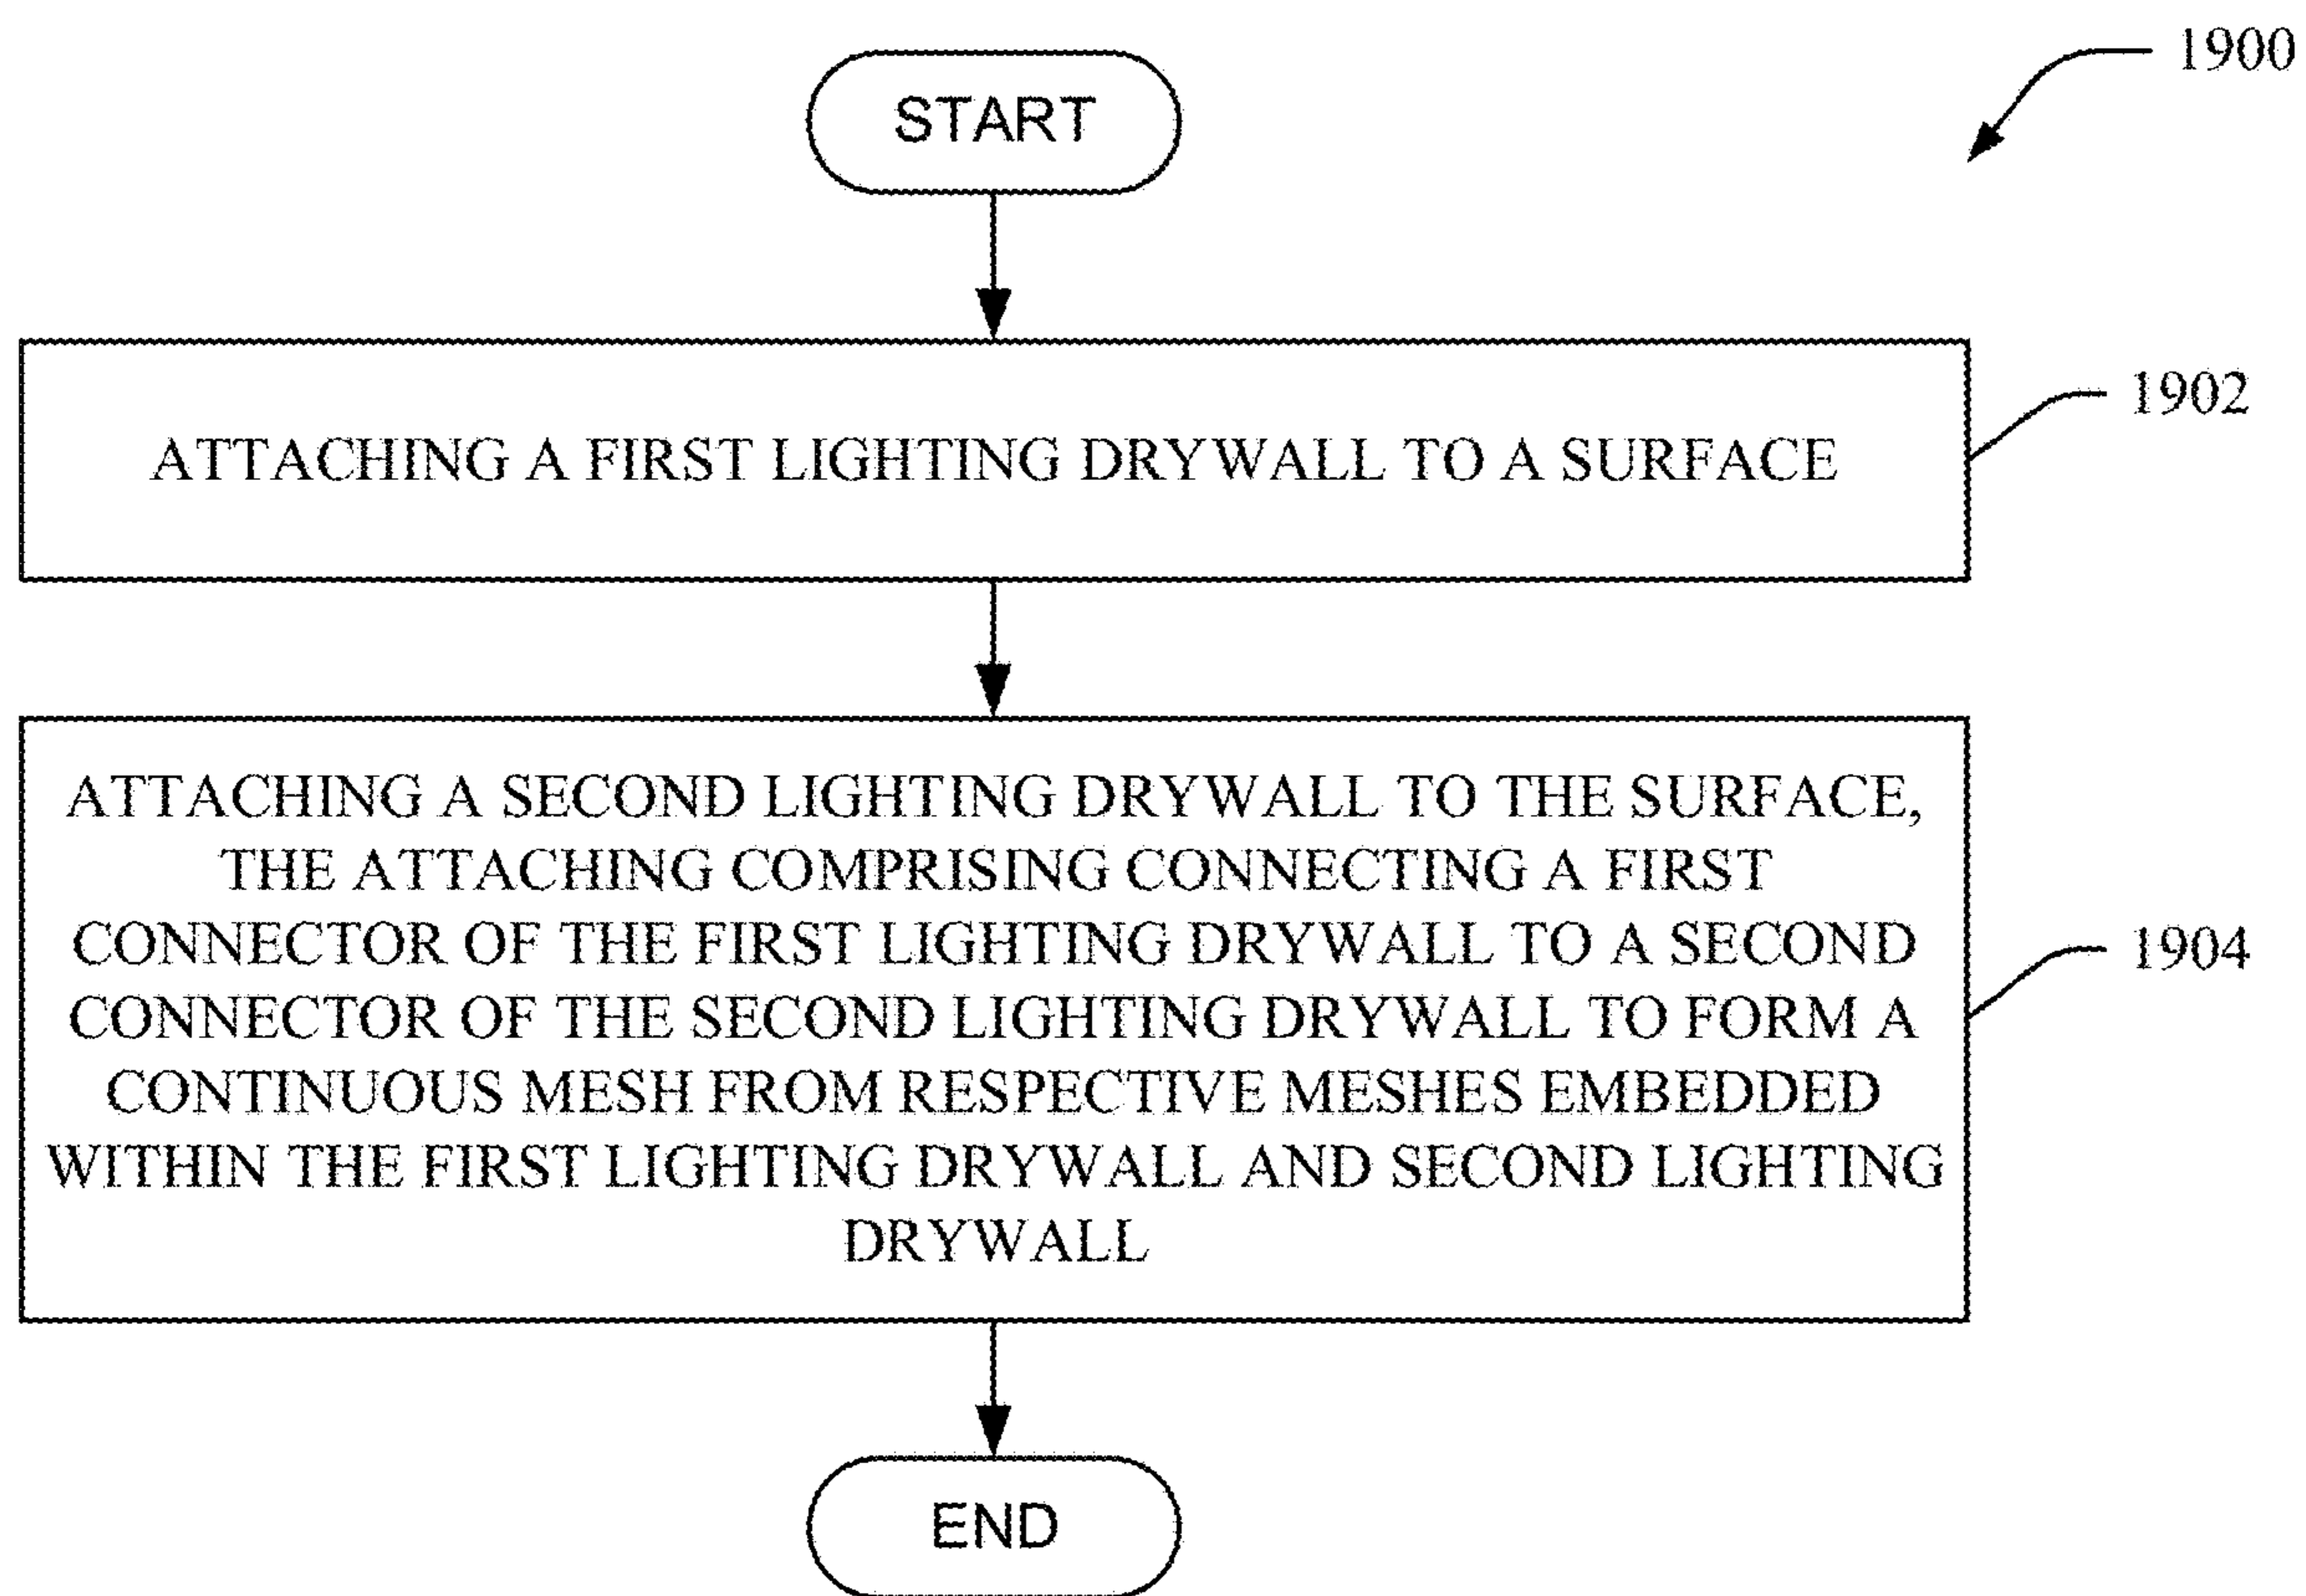 1900
START
ATTACHING A FIRST LIGHTING DRYWALL TO A SURFACE
1902
ATTACHING A SECOND LIGHTING DRYWALL TO THE SURFACE,
THE ATTACHING COMPRISING CONNECTING A FIRST
CONNECTOR OF THE FIRST LIGHTING DRYWALL TO A SECOND
CONNECTOR OF THE SECOND LIGHTING DRYWALL TO FORM A
CONTINUOUS MESH FROM RESPECTIVE MESHES EMBEDDED
WITHIN THE FIRST LIGHTING DRYWALL AND SECOND LIGHTING
DRYWALL
1904
END